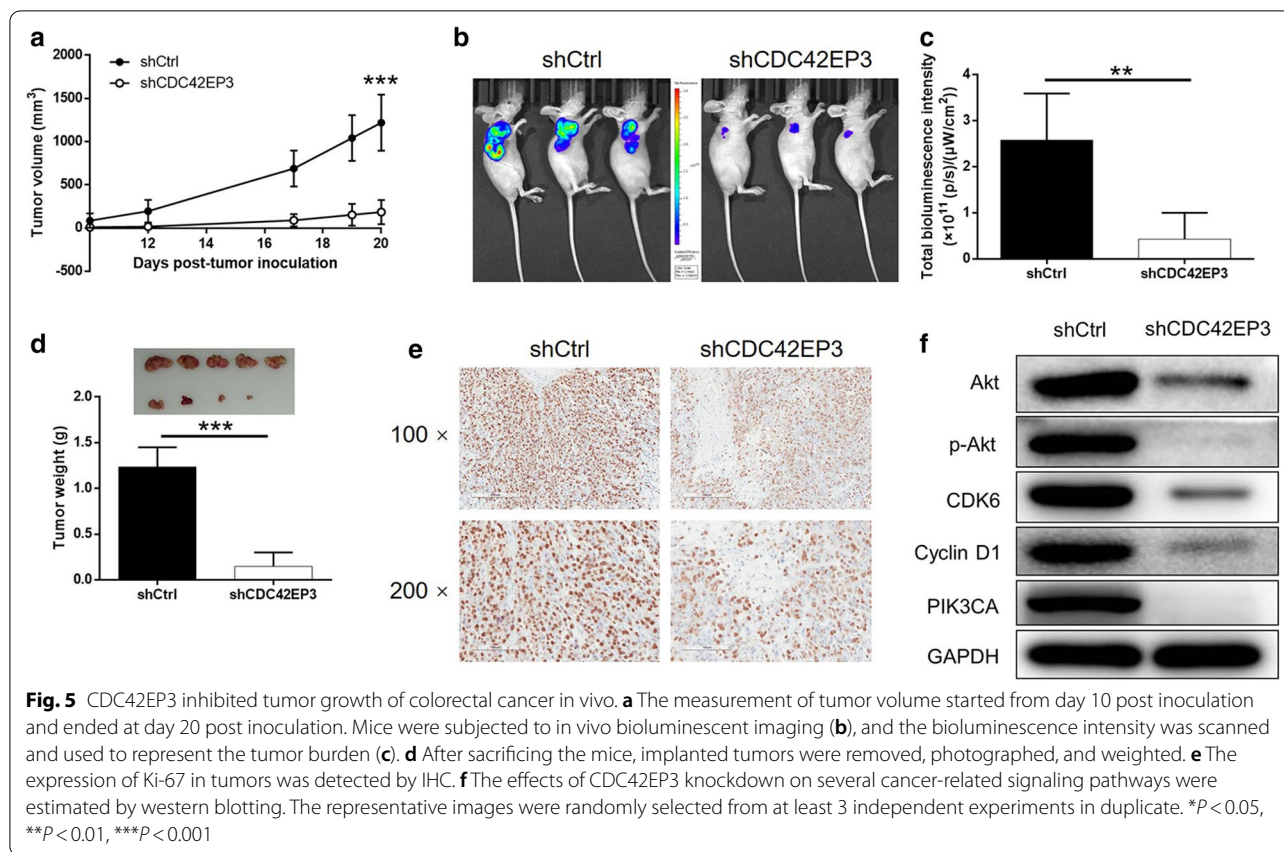 a
2000
1500
1000
500
0
-500
Tumor volume (mm³)
shCtrl
shCDC42EP3
***
12 14 16 18 20
Days post-tumor inoculation
b
shCtrl shCDC42EP3
c
Total bioluminescence intensity
(×10¹¹ (p/s)/(μW/cm²))
4
3
2
1
0
**
shCtrl shCDC42EP3
d
Tumor weight (g)
2.0
1.5
1.0
0.5
0.0
***
shCtrl shCDC42EP3
e
shCtrl shCDC42EP3
100 ×
200 ×
f
shCtrl shCDC42EP3
Akt
p-Akt
CDK6
Cyclin D1
PIK3CA
GAPDH
Fig. 5 CDC42EP3 inhibited tumor growth of colorectal cancer in vivo. a The measurement of tumor volume started from day 10 post inoculation
and ended at day 20 post inoculation. Mice were subjected to in vivo bioluminescent imaging (b), and the bioluminescence intensity was scanned
and used to represent the tumor burden (c). d After sacrificing the mice, implanted tumors were removed, photographed, and weighted. e The
expression of Ki-67 in tumors was detected by IHC. f The effects of CDC42EP3 knockdown on several cancer-related signaling pathways were
estimated by western blotting. The representative images were randomly selected from at least 3 independent experiments in duplicate. *P < 0.05,
**P < 0.01, ***P < 0.001